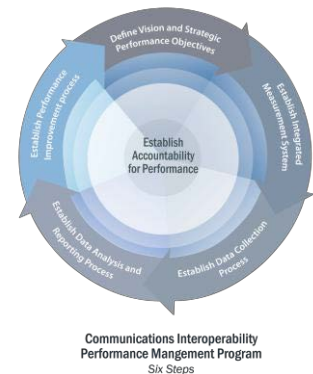 Define Vision and Strategic
Performance Objectives
Establish Integrated
Measurement System
Establish Data Collection
Process
Establish Data Analysis and
Reporting Process
Establish Performance
Improvement process
Establish
Accountability
for Performance
Communications Interoperability
Performance Mangement Program
Six Steps